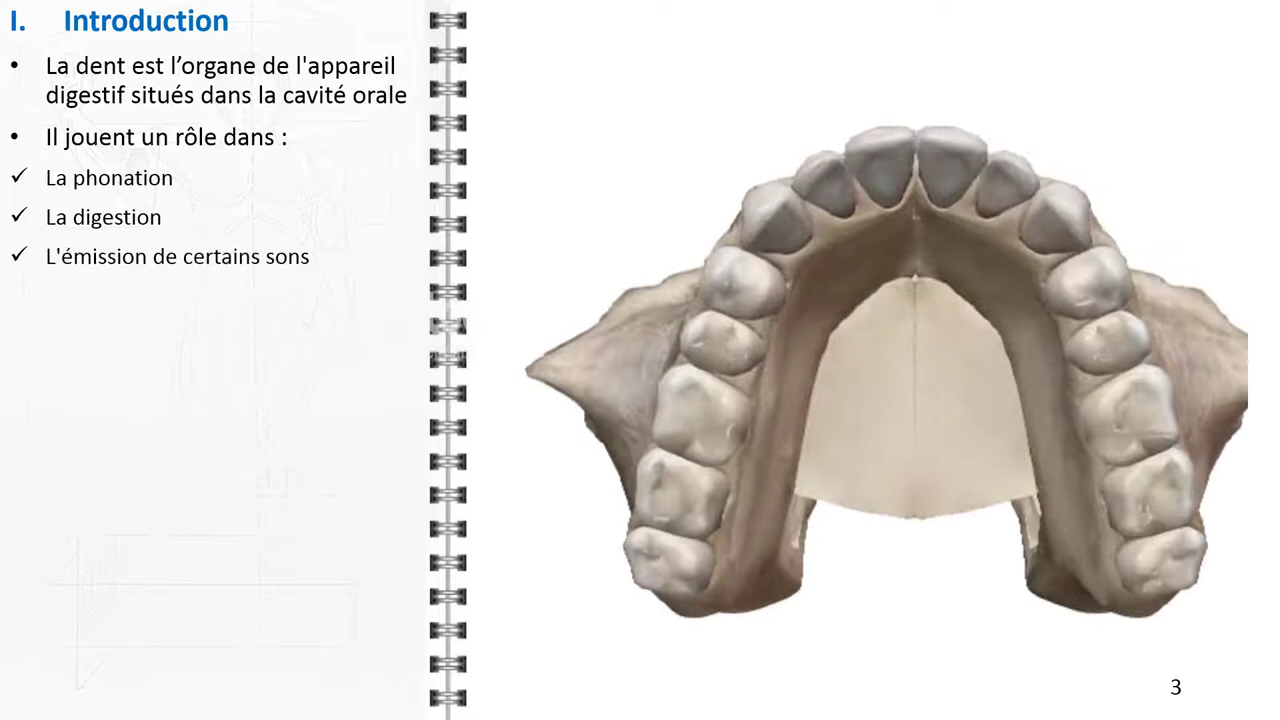 I. Introduction
• La dent est l’organe de l'appareil
digestif situés dans la cavité orale
• Il jouent un rôle dans :
✓ La phonation
✓ La digestion
✓ L'émission de certains sons
3